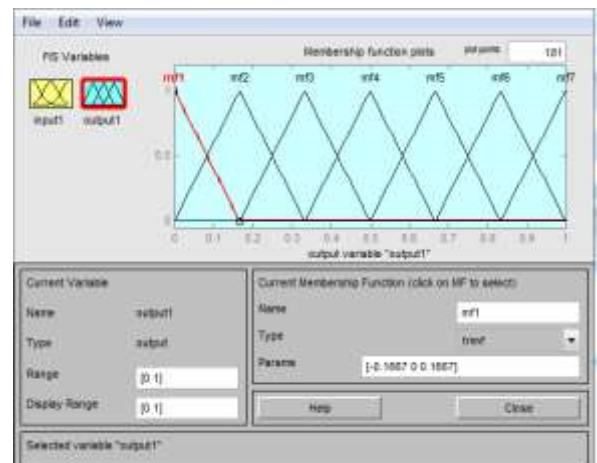 File Edit View
FIS Variables
Membership function plots
plot points:
181
mf1 mf2 mf3 mf4 mf5 mf6 mf7
input1 output1
1
0.5
0
0 0.1 0.2 0.3 0.4 0.5 0.6 0.7 0.8 0.9 1
output variable "output1"
Current Variable
Name output1
Type output
Range [0 1]
Display Range [0 1]
Current Membership Function (click on MF to select)
Name mf1
Type trimf
Params [-0.1667 0 0.1667]
Help Close
Selected variable "output1"